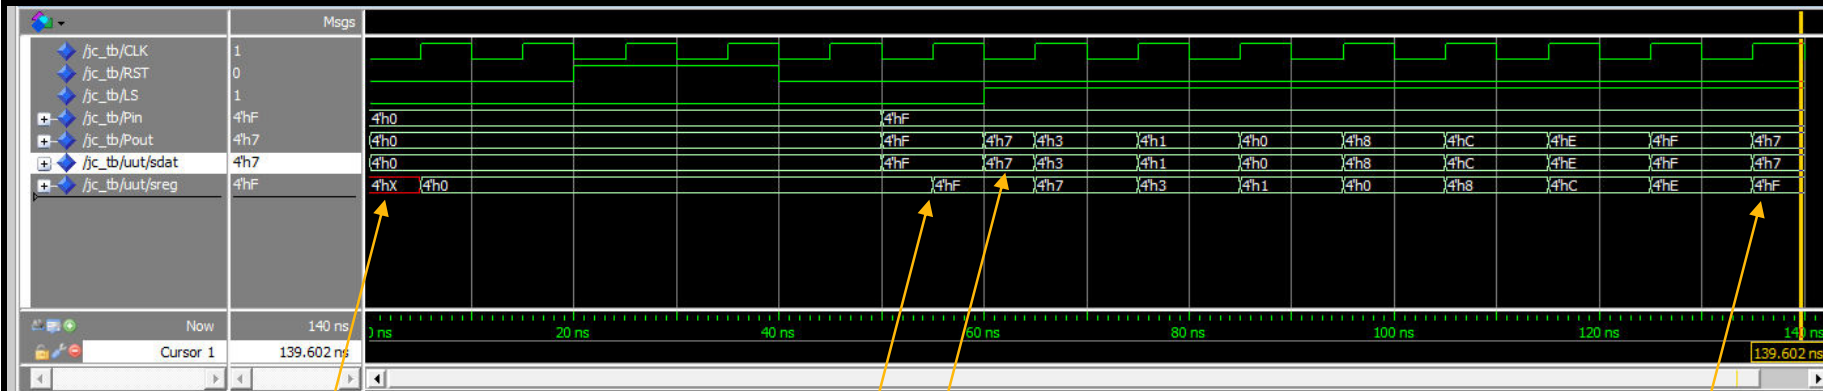 Msgs
/jc_tb/CLK 1
/jc_tb/RST 0
/jc_tb/LS 1
/jc_tb/Pin 4'hF 4'h0 4'hF
/jc_tb/Pout 4'h7 4'h0 4'hF 4'h7 4'h3 4'h1 4'h0 4'h8 4'hC 4'hE 4'hF 4'h7
/jc_tb/uut/sdat 4'h7 4'h0 4'hF 4'h7 4'h3 4'h1 4'h0 4'h8 4'hC 4'hE 4'hF 4'h7
/jc_tb/uut/sreg 4'hF 4'hX 4'h0 4'hF 4'h7 4'h3 4'h1 4'h0 4'h8 4'hC 4'hE 4'hF
Now 140 ns 20 ns 40 ns 60 ns 80 ns 100 ns 120 ns
Cursor 1 139.602 ns 139.602 ns